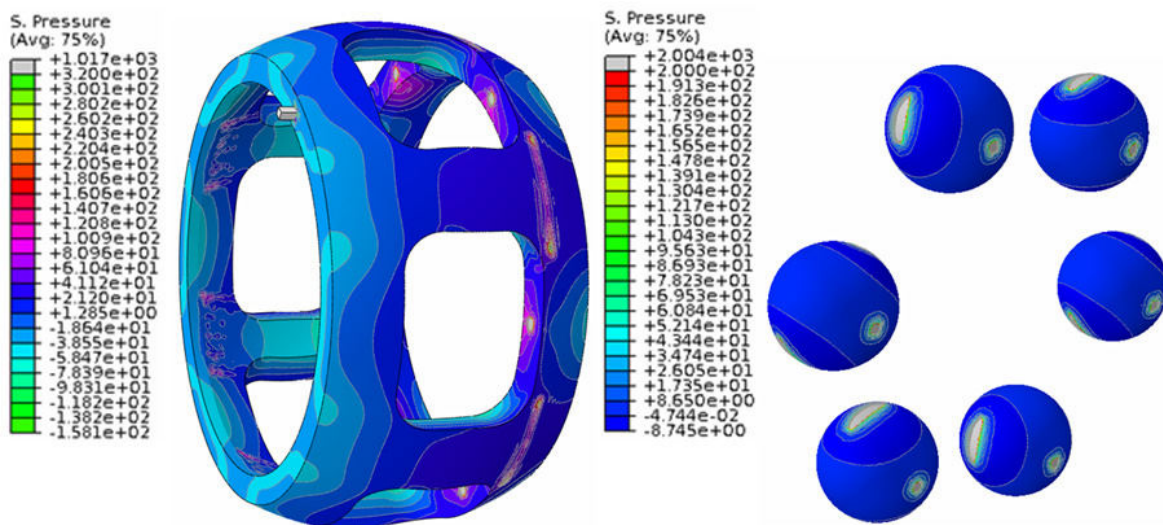 S. Pressure
(Avg: 75%)
+1.017e+03
+3.200e+02
+3.001e+02
+2.802e+02
+2.602e+02
+2.403e+02
+2.204e+02
+2.005e+02
+1.806e+02
+1.606e+02
+1.407e+02
+1.208e+02
+1.009e+02
+8.096e+01
+6.104e+01
+4.112e+01
+2.120e+01
+1.285e+00
-1.864e+01
-3.855e+01
-5.847e+01
-7.839e+01
-9.831e+01
-1.182e+02
-1.382e+02
-1.581e+02
S. Pressure
(Avg: 75%)
+2.004e+03
+2.000e+02
+1.913e+02
+1.826e+02
+1.739e+02
+1.652e+02
+1.565e+02
+1.478e+02
+1.391e+02
+1.304e+02
+1.217e+02
+1.130e+02
+1.043e+02
+9.563e+01
+8.693e+01
+7.823e+01
+6.953e+01
+6.084e+01
+5.214e+01
+4.344e+01
+3.474e+01
+2.605e+01
+1.735e+01
+8.650e+00
-4.744e-02
-8.745e+00